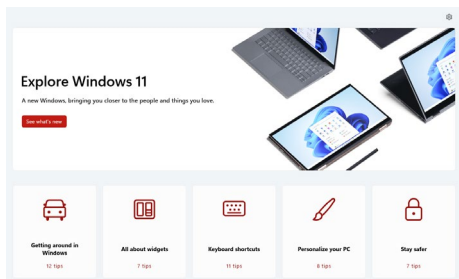 Explore Windows 11
A new Windows, bringing you closer to the people and things you love.
See what's new
Getting around in
Windows
12 tips
All about widgets
7 tips
Keyboard shortcuts
11 tips
Personalize your PC
8 tips
Stay safer
7 tips